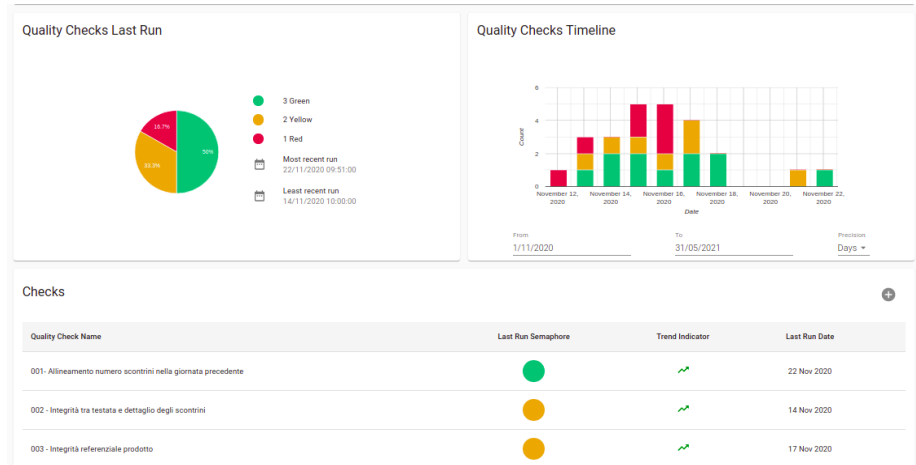 Quality Checks Last Run
50%
33.3%
16.7%
3 Green
2 Yellow
1 Red
Most recent run
22/11/2020 09:51:00
Least recent run
14/11/2020 10:00:00
Quality Checks Timeline
Count
6
4
2
0
November 12, 2020
November 14, 2020
November 16, 2020
November 18, 2020
November 20, 2020
November 22, 2020
Date
From
1/11/2020
To
31/05/2021
Precision
Days
Checks
Quality Check Name Last Run Semaphore Trend Indicator Last Run Date
001- Allineamento numero scontrini nella giornata precedente 22 Nov 2020
002 - Integrità tra testata e dettaglio degli scontrini 14 Nov 2020
003 - Integrità referenziale prodotto 17 Nov 2020